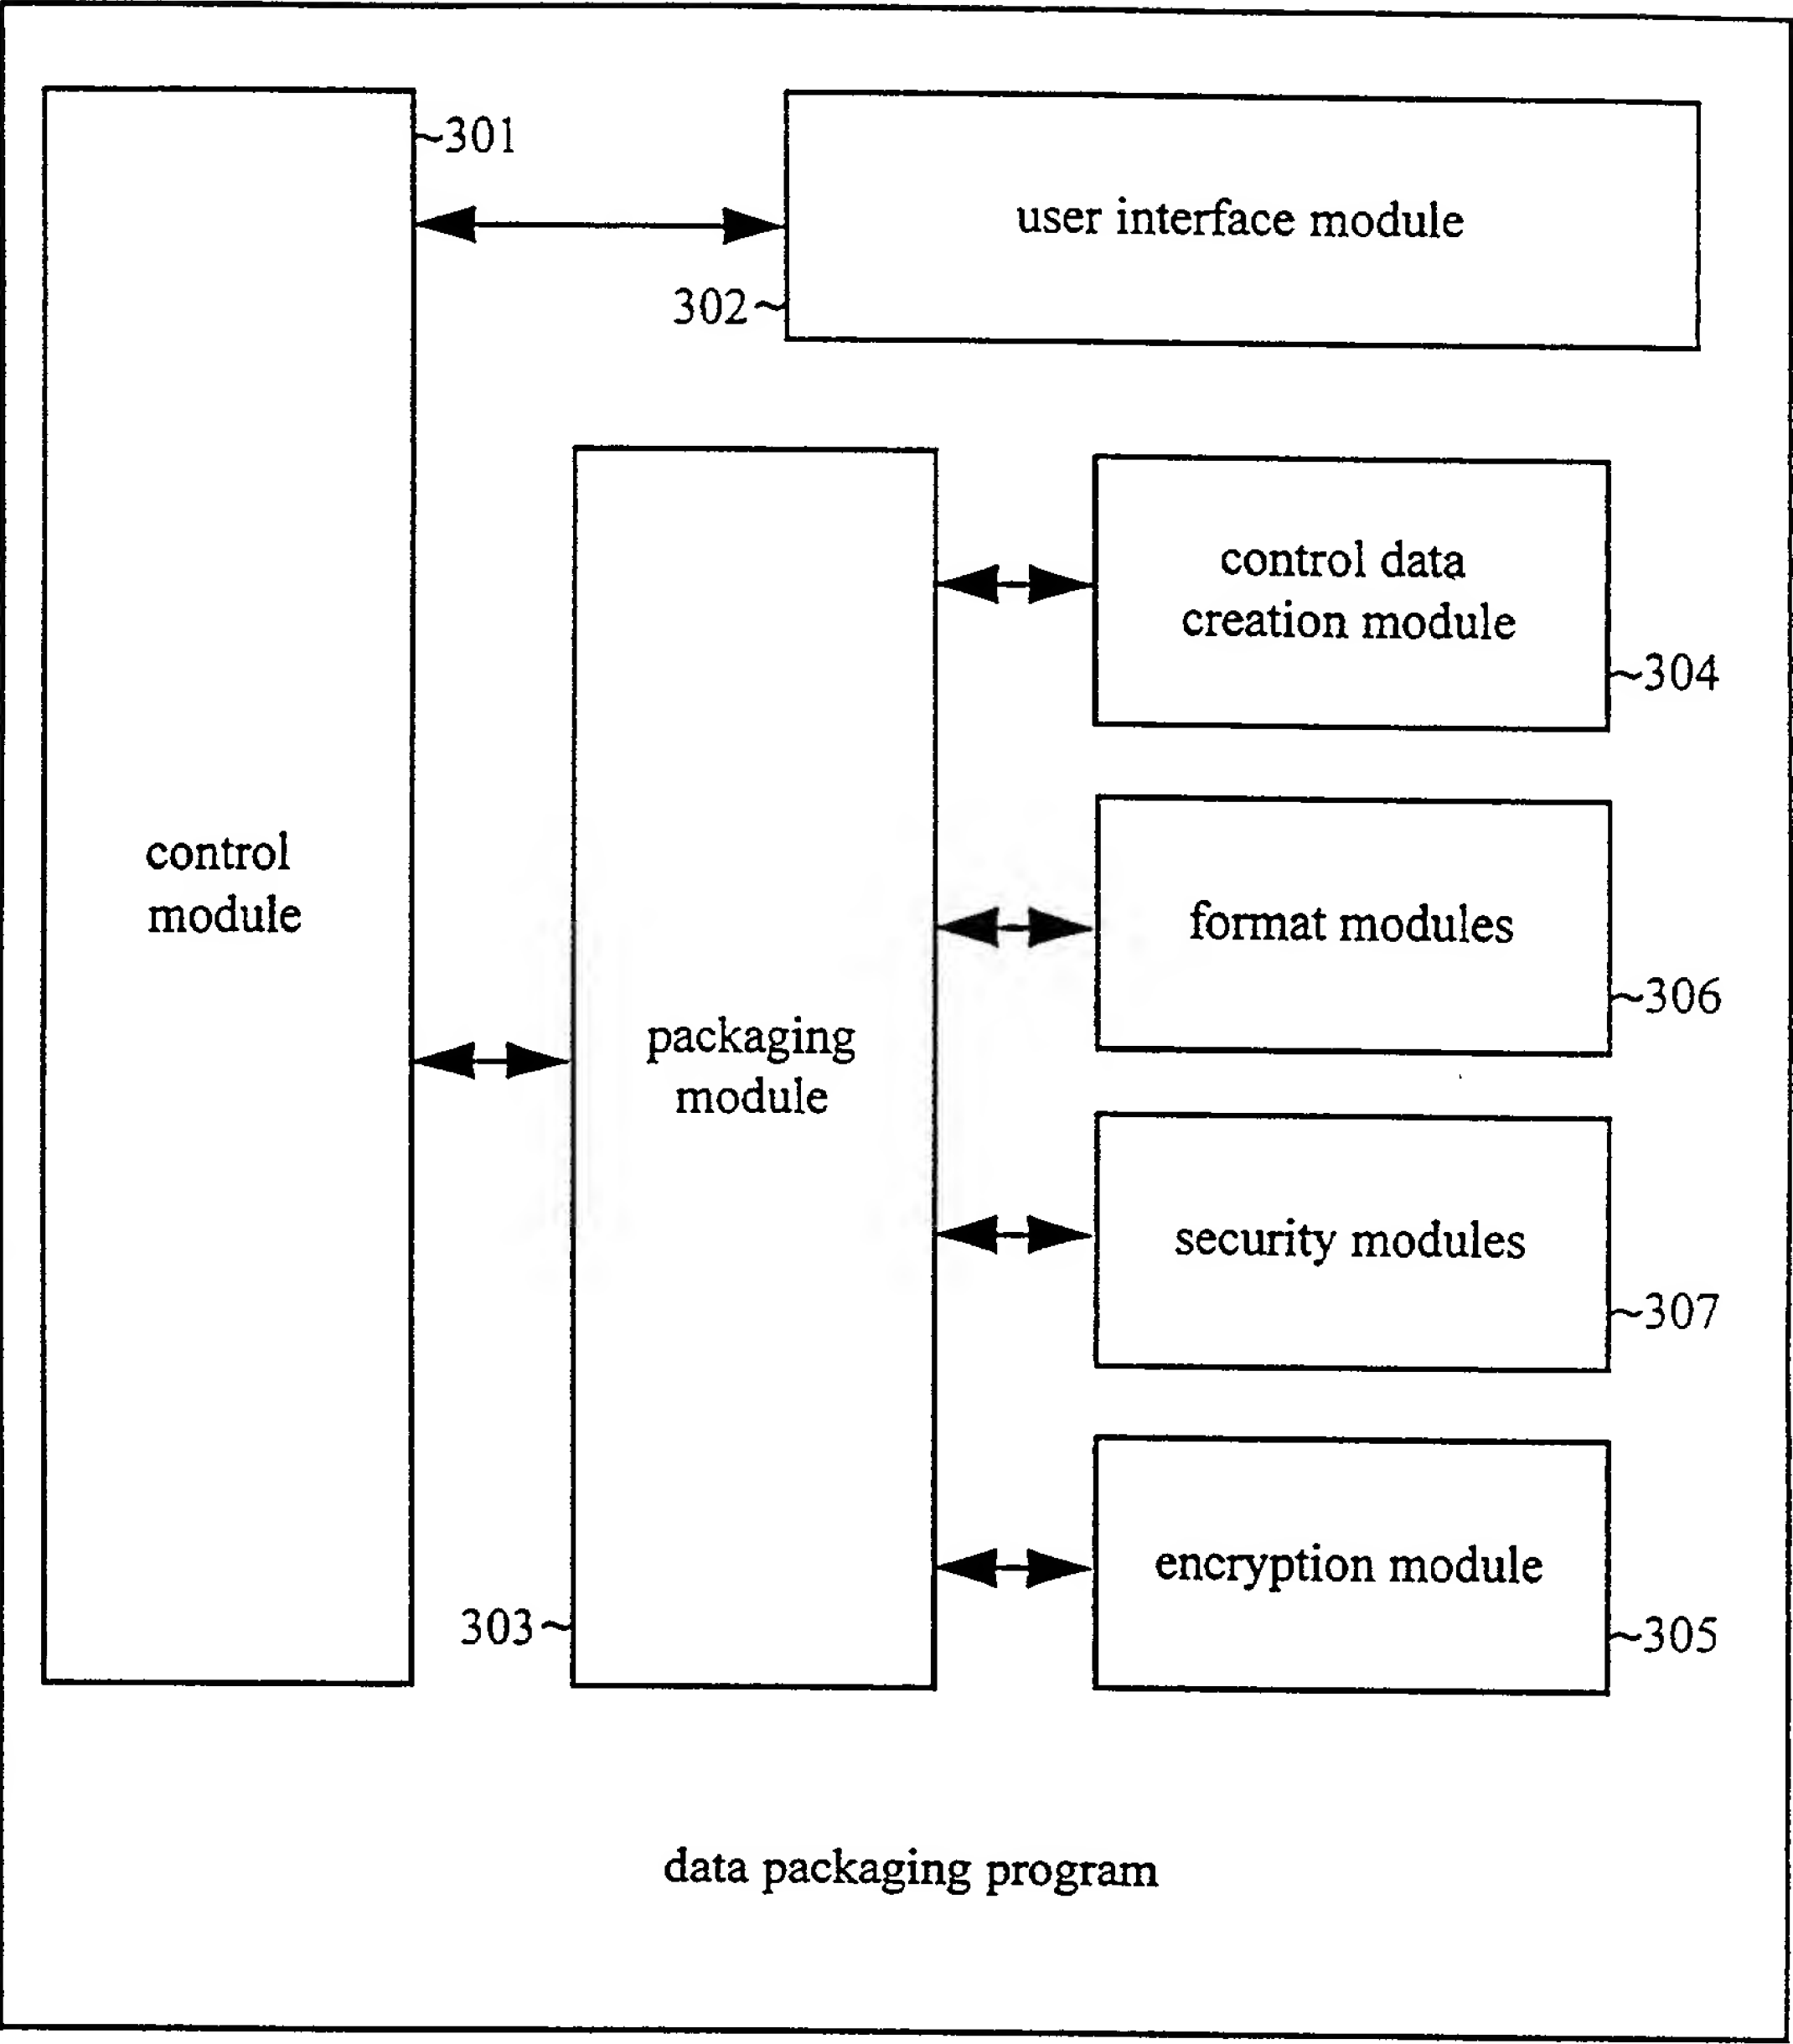 301
user interface module
302
control data
creation module
304
control
module
format modules
306
packaging
module
security modules
307
encryption module
303
305
data packaging program